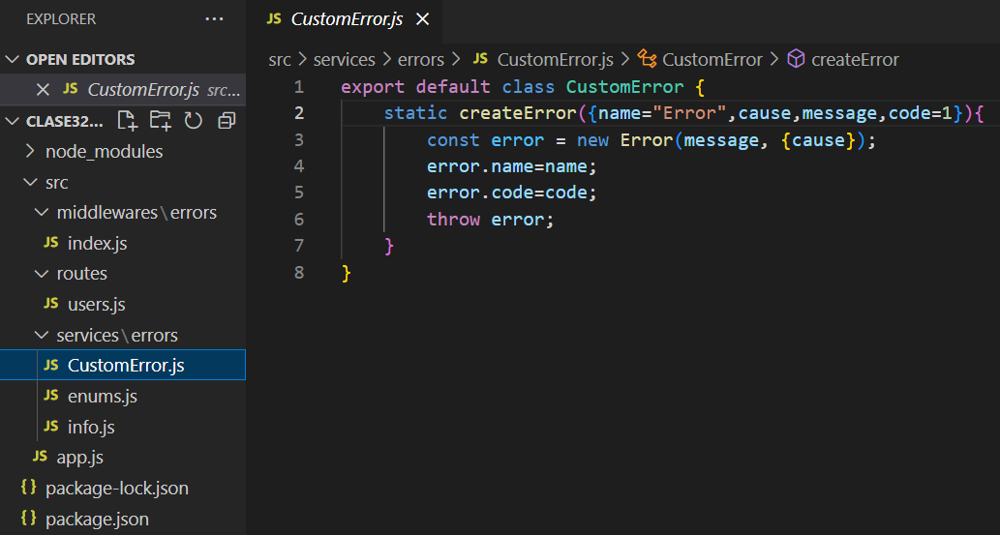 EXPLORER ...
OPEN EDITORS
JS CustomError.js src...
CLASE32...
node_modules
src
middlewares\errors
JS index.js
routes
JS users.js
services\errors
JS CustomError.js
JS enums.js
JS info.js
JS app.js
{} package-lock.json
{} package.json
JS CustomError.js
src > services > errors > JS CustomError.js > CustomError > createError
1 export default class CustomError {
2 static createError({name="Error",cause,message,code=1}){
3 const error = new Error(message, {cause});
4 error.name=name;
5 error.code=code;
6 throw error;
7 }
8 }